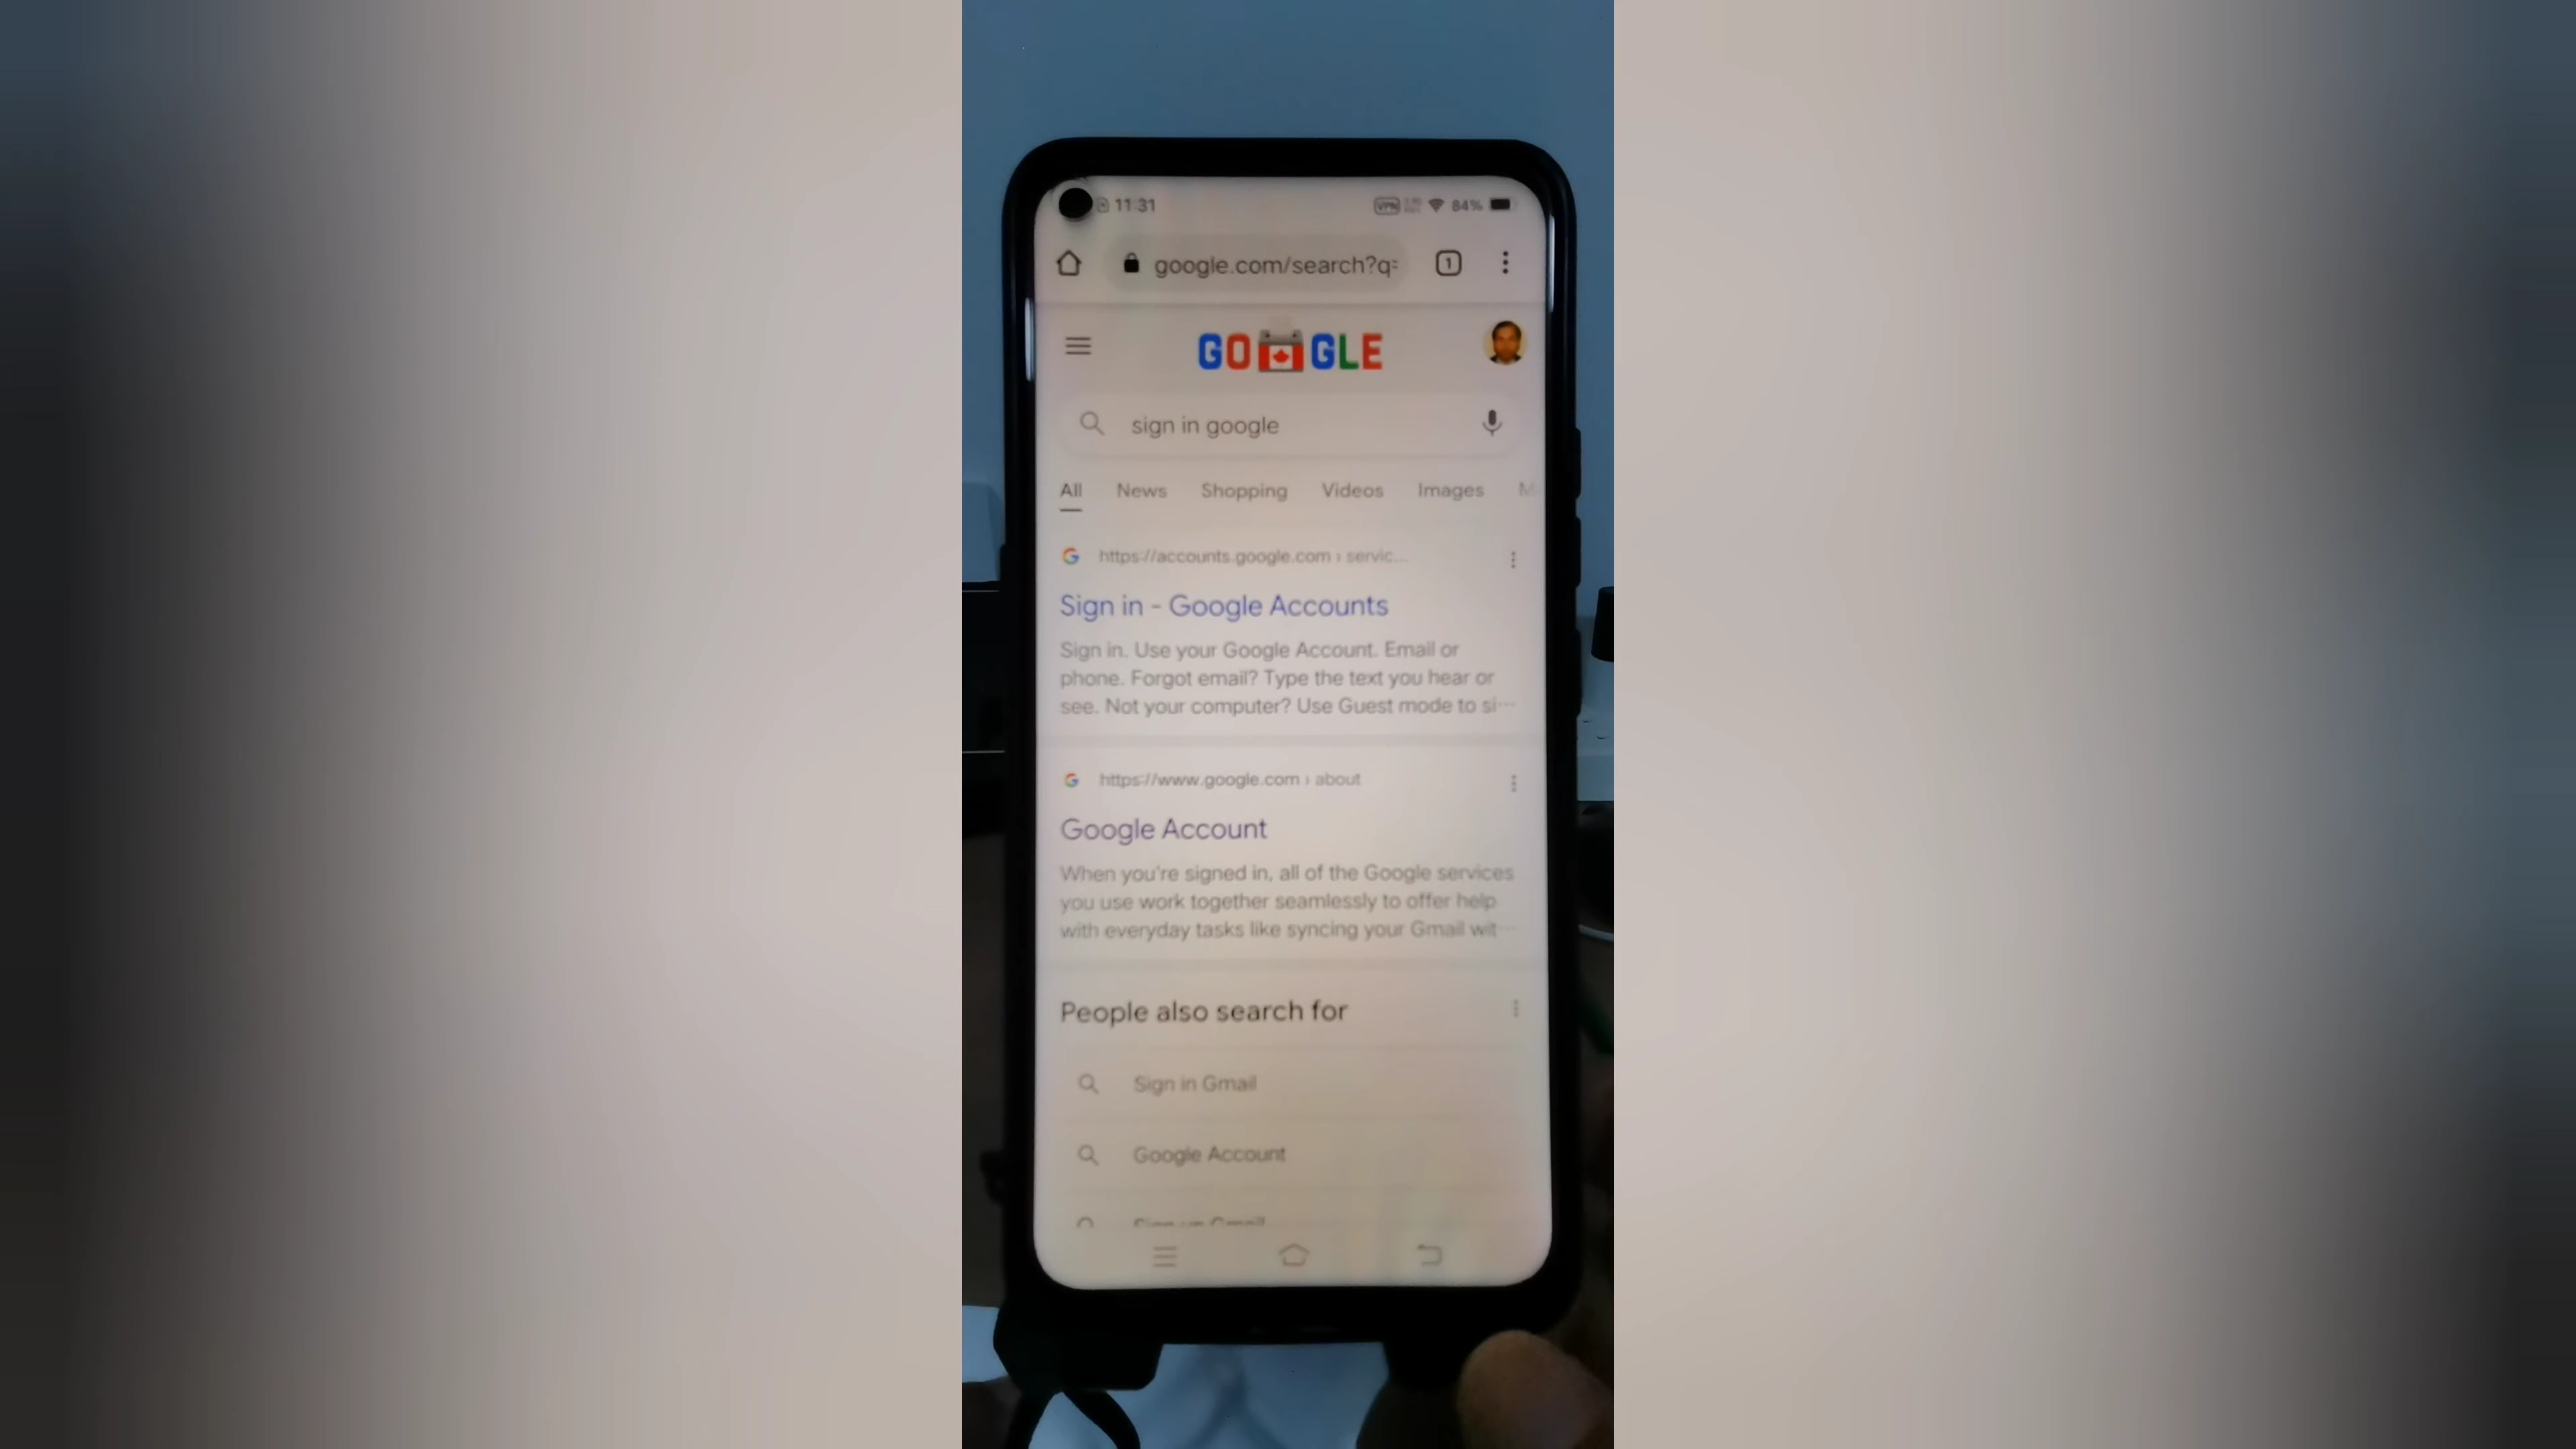 11:31
VPN 84%
google.com/search?q=
1
GO GLE
sign in google
All News Shopping Videos Images M
https://accounts.google.com › servic...
Sign in - Google Accounts
Sign in. Use your Google Account. Email or
phone. Forgot email? Type the text you hear or
see. Not your computer? Use Guest mode to si...
https://www.google.com › about
Google Account
When you're signed in, all of the Google services
you use work together seamlessly to offer help
with everyday tasks like syncing your Gmail wit...
People also search for
Sign in Gmail
Google Account